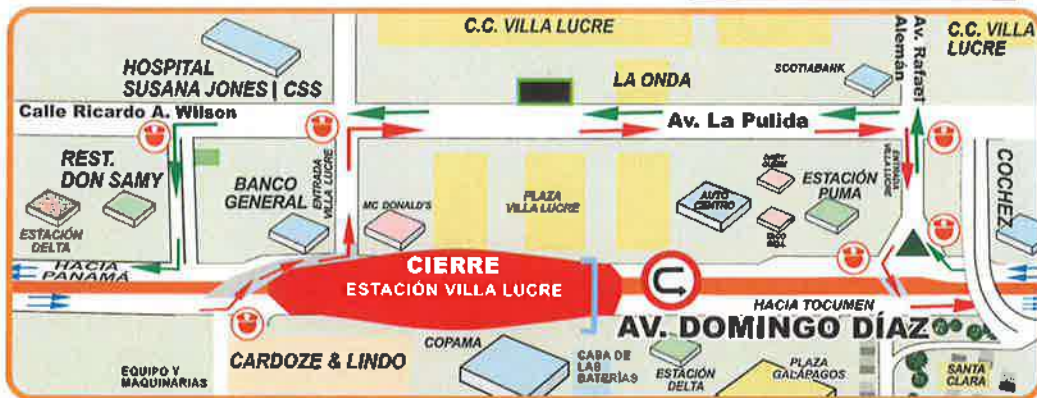 C.C. VILLA LUCRE
Av. Rafael
Alemán
C.C. VILLA
LUCRE
HOSPITAL
SUSANA JONES | CSS
LA ONDA
SCOTIABANK
Calle Ricardo A. Wilson
Av. La Pulida
REST.
DON SAMY
ESTACIÓN
DELTA
BANCO
GENERAL
ENTRADA
VILLA LUCRE
MC DONALD'S
PLAZA
VILLA LUCRE
AUTO
CENTRO
ESTACIÓN
PUMA
ENTRADA
VILLA LUCRE
COCHEZ
HACIA
PANAMÁ
CIERRE
ESTACIÓN VILLA LUCRE
HACIA TOCUMEN
AV. DOMINGO DÍAZ
EQUIPO Y
MAQUINARIAS
CARDOZE & LINDO
COPAMA
CASA DE
LAS
BATERÍAS
ESTACIÓN
DELTA
PLAZA
GALÁPAGOS
SANTA
CLARA